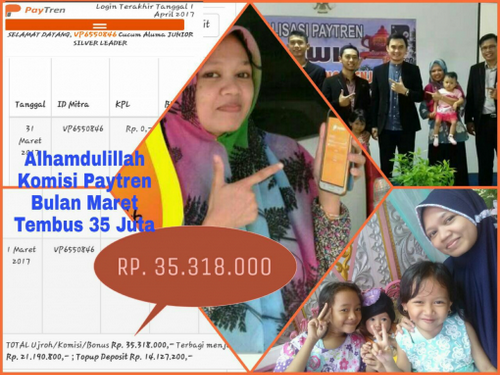 PayTren
Login Terakhir Tanggal 1
April 2017
SELAMAT DATANG, VP6550846 Cucum Aluma JUNIOR
SILVER LEADER
Tanggal ID Mitra KPL
31
Maret
2017
VP6550846
Rp. 0,-
Alhamdulillah
Komisi Paytren
Bulan Maret
Tembus 35 Juta
1 Maret
2017
VP6550846
RP. 35.318.000
TOTAL Ujroh/Komisi/Bonus Rp. 35.318.000,- Terbagi
Rp. 21.190.800,- ; Topup Deposit Rp. 14.127.200,-
LISASI PAYTREN